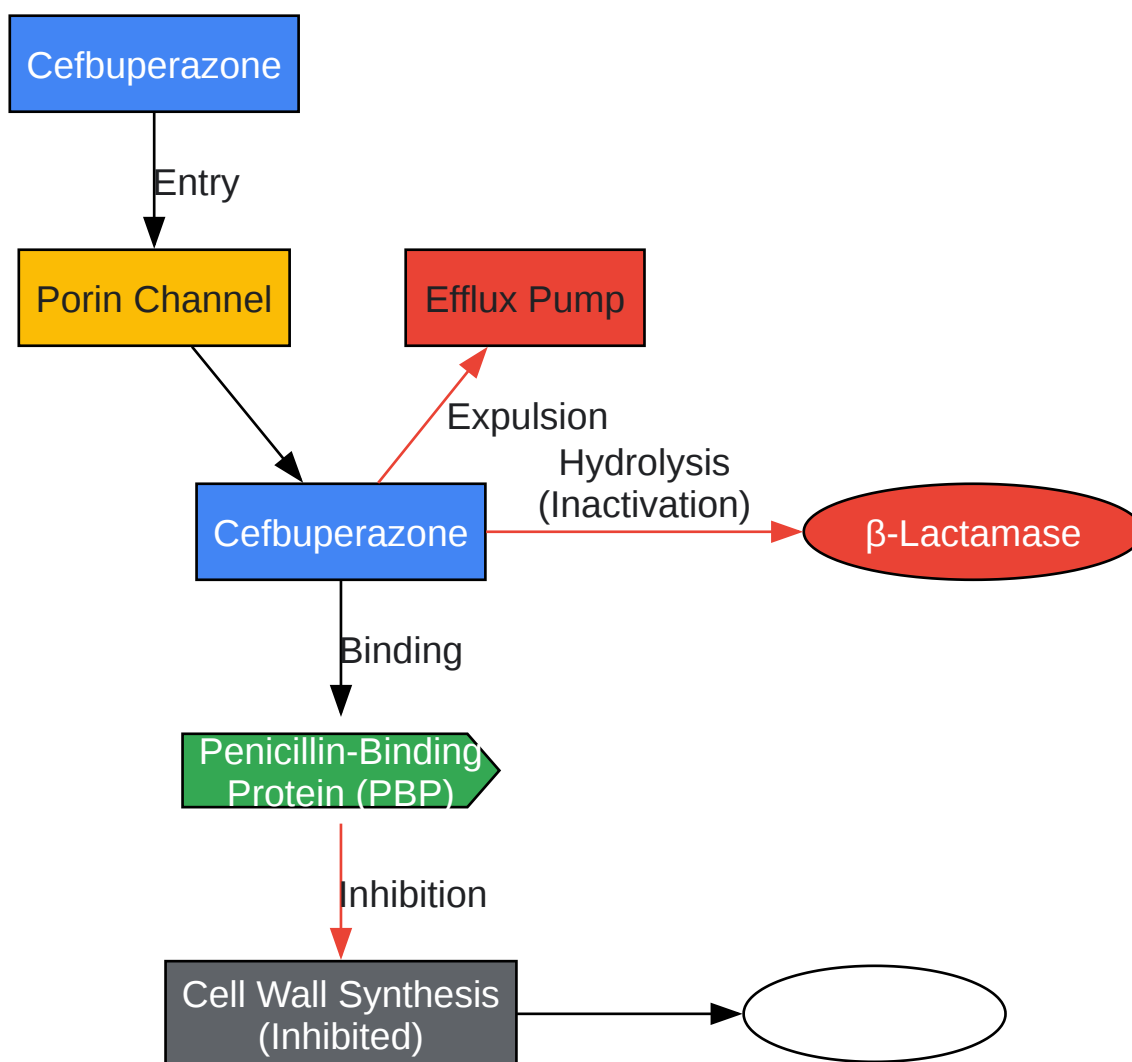 Cefbuperazone
Entry
Porin Channel
Efflux Pump
Expulsion
Hydrolysis
(Inactivation)
Cefbuperazone
β-Lactamase
Binding
Penicillin-Binding
Protein (PBP)
Inhibition
Cell Wall Synthesis
(Inhibited)